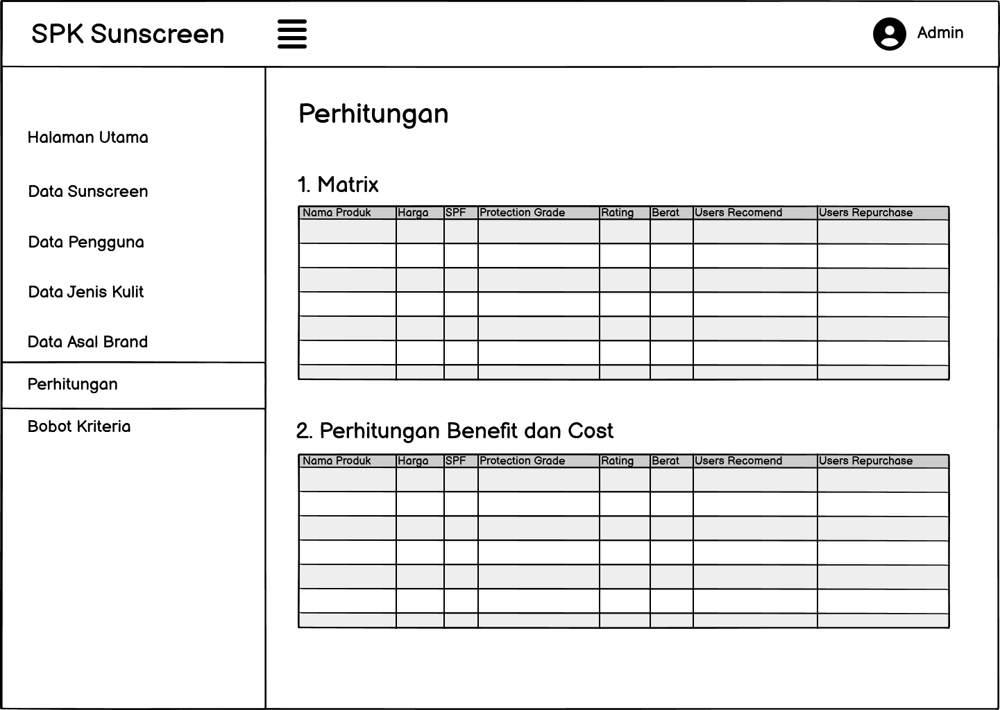 SPK Sunscreen
Admin
Halaman Utama
Data Sunscreen
Data Pengguna
Data Jenis Kulit
Data Asal Brand
Perhitungan
Bobot Kriteria
Perhitungan
1. Matrix
Nama Produk Harga SPF Protection Grade Rating Berat Users Recomend Users Repurchase
2. Perhitungan Benefit dan Cost
Nama Produk Harga SPF Protection Grade Rating Berat Users Recomend Users Repurchase